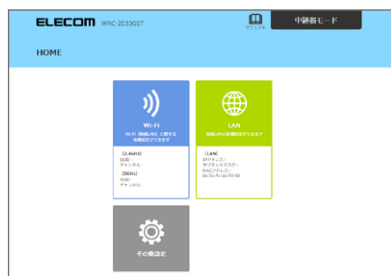 ELECOM WRC-2533GST
マニュアル
中継器モード
HOME
Wi-Fi
Wi-Fi（無線LAN）に関する
各種設定ができます
【2.4GHz】
SSID：
チャンネル：
【5GHz】
SSID：
チャンネル：
LAN
有線LANの各種設定ができます
【LAN】
IPアドレス：
サブネットマスク：
MACアドレス：
その他設定